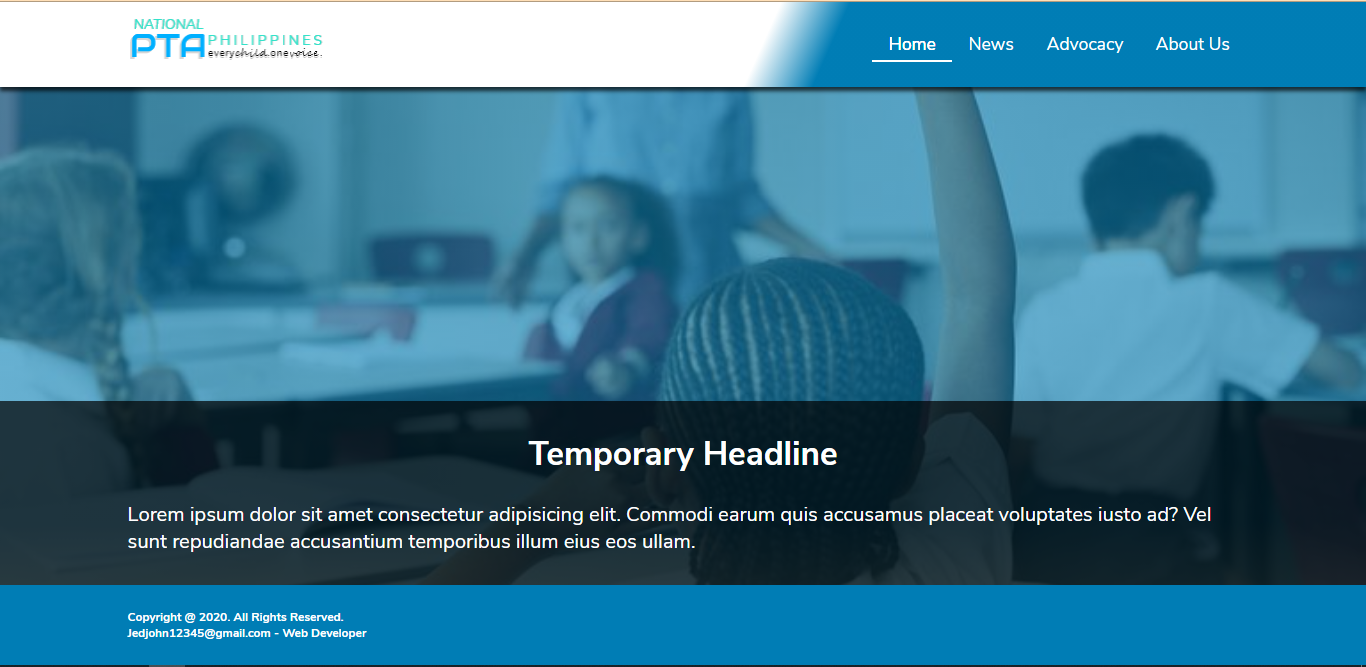 NATIONAL
PTA PHILIPPINES
everychild.onevoice.
Home News Advocacy About Us
Temporary Headline
Lorem ipsum dolor sit amet consectetur adipisicing elit. Commodi earum quis accusamus placeat voluptates iusto ad? Vel
sunt repudiandae accusantium temporibus illum eius eos ullam.
Copyright @ 2020. All Rights Reserved.
Jedjohn12345@gmail.com - Web Developer